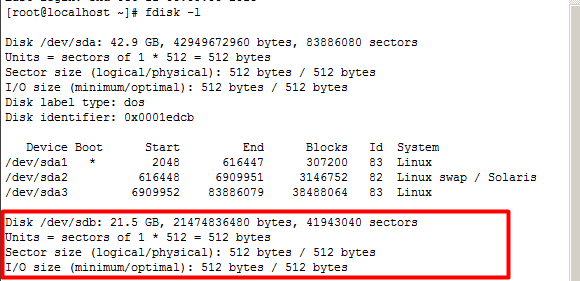 [root@localhost ~]# fdisk -l
Disk /dev/sda: 42.9 GB, 42949672960 bytes, 83886080 sectors
Units = sectors of 1 * 512 = 512 bytes
Sector size (logical/physical): 512 bytes / 512 bytes
I/O size (minimum/optimal): 512 bytes / 512 bytes
Disk label type: dos
Disk identifier: 0x0001edcb
Device Boot Start End Blocks Id System
/dev/sda1 * 2048 616447 307200 83 Linux
/dev/sda2 616448 6909951 3146752 82 Linux swap / Solaris
/dev/sda3 6909952 83886079 38488064 83 Linux
Disk /dev/sdb: 21.5 GB, 21474836480 bytes, 41943040 sectors
Units = sectors of 1 * 512 = 512 bytes
Sector size (logical/physical): 512 bytes / 512 bytes
I/O size (minimum/optimal): 512 bytes / 512 bytes